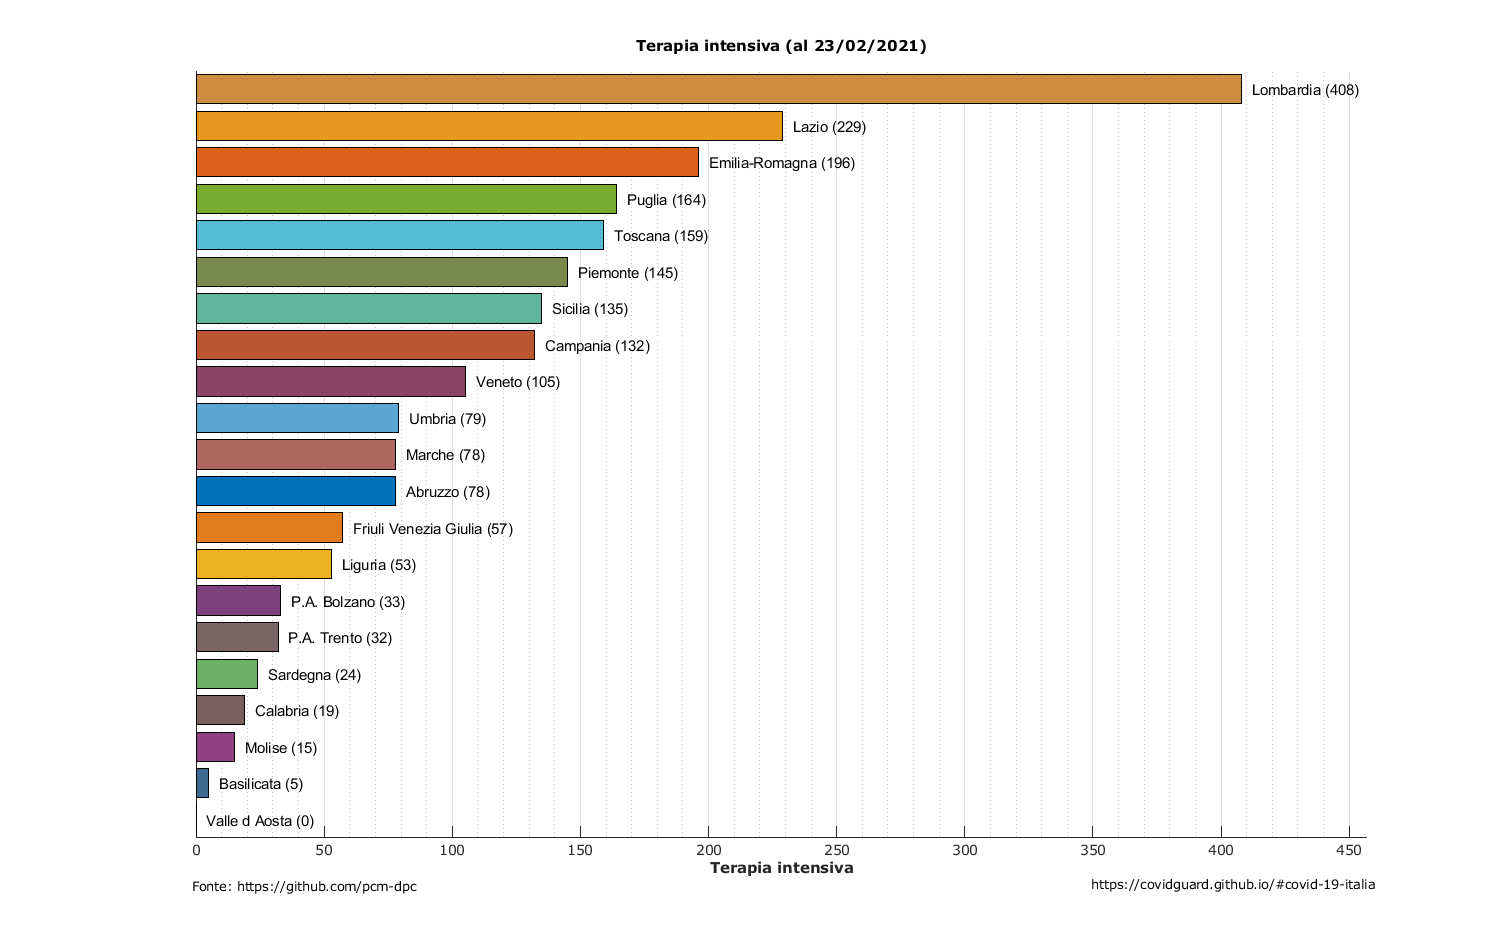 Terapia intensiva (al 23/02/2021)
Lombardia (408)
Lazio (229)
Emilia-Romagna (196)
Puglia (164)
Toscana (159)
Piemonte (145)
Sicilia (135)
Campania (132)
Veneto (105)
Umbria (79)
Marche (78)
Abruzzo (78)
Friuli Venezia Giulia (57)
Liguria (53)
P.A. Bolzano (33)
P.A. Trento (32)
Sardegna (24)
Calabria (19)
Molise (15)
Basilicata (5)
Valle d Aosta (0)
0 50 100 150 200 250 300 350 400 450
Terapia intensiva
Fonte: https://github.com/pcm-dpc
https://covidguard.github.io/#covid-19-italia